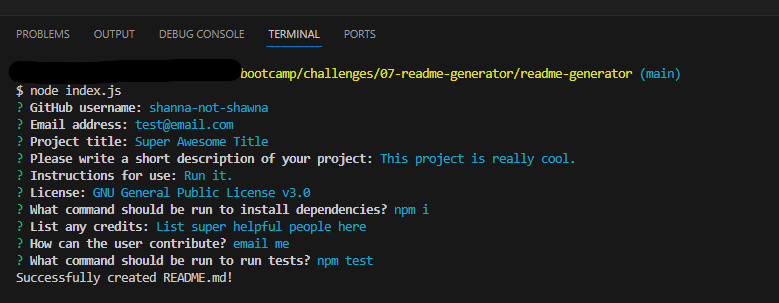 PROBLEMS OUTPUT DEBUG CONSOLE TERMINAL PORTS
bootcamp/challenges/07-readme-generator/readme-generator (main)
$ node index.js
? GitHub username: shanna-not-shawna
? Email address: test@email.com
? Project title: Super Awesome Title
? Please write a short description of your project: This project is really cool.
? Instructions for use: Run it.
? License: GNU General Public License v3.0
? What command should be run to install dependencies? npm i
? List any credits: List super helpful people here
? How can the user contribute? email me
? What command should be run to run tests? npm test
Successfully created README.md!